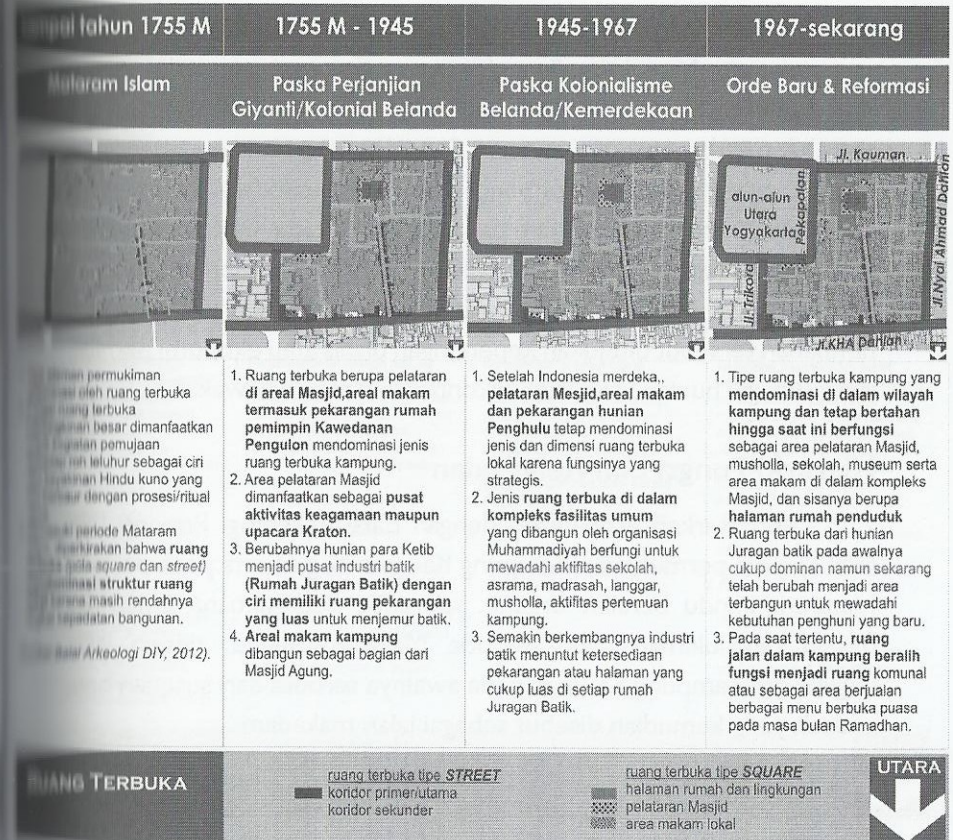 tahun 1755 M
1755 M - 1945
1945-1967
1967-sekarang
Mataram Islam
Paska Perjanjian
Giyanti/Kolonial Belanda
Paska Kolonialisme
Belanda/Kemerdekaan
Orde Baru & Reformasi
Jl. Kauman
alun-alun
Utara
Yogyakarta
Pekapalan
Jl.Nyai Ahmad Dahlan
Jl. Trikora
Jl.KHA Dahlan
permukiman
oleh ruang terbuka
ruang terbuka
besar dimanfaatkan
pemujaan
roh leluhur sebagai ciri
Hindu kuno yang
dengan prosesi/ritual
periode Mataram
bahwa ruang
square dan street)
struktur ruang
masih rendahnya
bangunan.
Arkeologi DIY, 2012).
1. Ruang terbuka berupa pelataran
di areal Masjid,areal makam
termasuk pekarangan rumah
pemimpin Kawedanan
Pengulon mendominasi jenis
ruang terbuka kampung.
2. Area pelataran Masjid
dimanfaatkan sebagai pusat
aktivitas keagamaan maupun
upacara Kraton.
3. Berubahnya hunian para Ketib
menjadi pusat industri batik
(Rumah Juragan Batik) dengan
ciri memiliki ruang pekarangan
yang luas untuk menjemur batik.
4. Areal makam kampung
dibangun sebagai bagian dari
Masjid Agung.
1. Setelah Indonesia merdeka,,
pelataran Mesjid,areal makam
dan pekarangan hunian
Penghulu tetap mendominasi
jenis dan dimensi ruang terbuka
lokal karena fungsinya yang
strategis.
2. Jenis ruang terbuka di dalam
kompleks fasilitas umum
yang dibangun oleh organisasi
Muhammadiyah berfungi untuk
mewadahi aktifitas sekolah,
asrama, madrasah, langgar,
musholla, aktifitas pertemuan
kampung.
3. Semakin berkembangnya industri
batik menuntut ketersediaan
pekarangan atau halaman yang
cukup luas di setiap rumah
Juragan Batik.
1. Tipe ruang terbuka kampung yang
mendominasi di dalam wilayah
kampung dan tetap bertahan
hingga saat ini berfungsi
sebagai area pelataran Masjid,
musholla, sekolah, museum serta
area makam di dalam kompleks
Masjid, dan sisanya berupa
halaman rumah penduduk
2. Ruang terbuka dari hunian
Juragan batik pada awalnya
cukup dominan namun sekarang
telah berubah menjadi area
terbangun untuk mewadahi
kebutuhan penghuni yang baru.
3. Pada saat tertentu, ruang
jalan dalam kampung beralih
fungsi menjadi ruang komunal
atau sebagai area berjualan
berbagai menu berbuka puasa
pada masa bulan Ramadhan.
RUANG TERBUKA
ruang terbuka tipe STREET
koridor primer/utama
koridor sekunder
ruang terbuka tipe SQUARE
halaman rumah dan lingkungan
pelataran Masjid
area makam lokal
UTARA